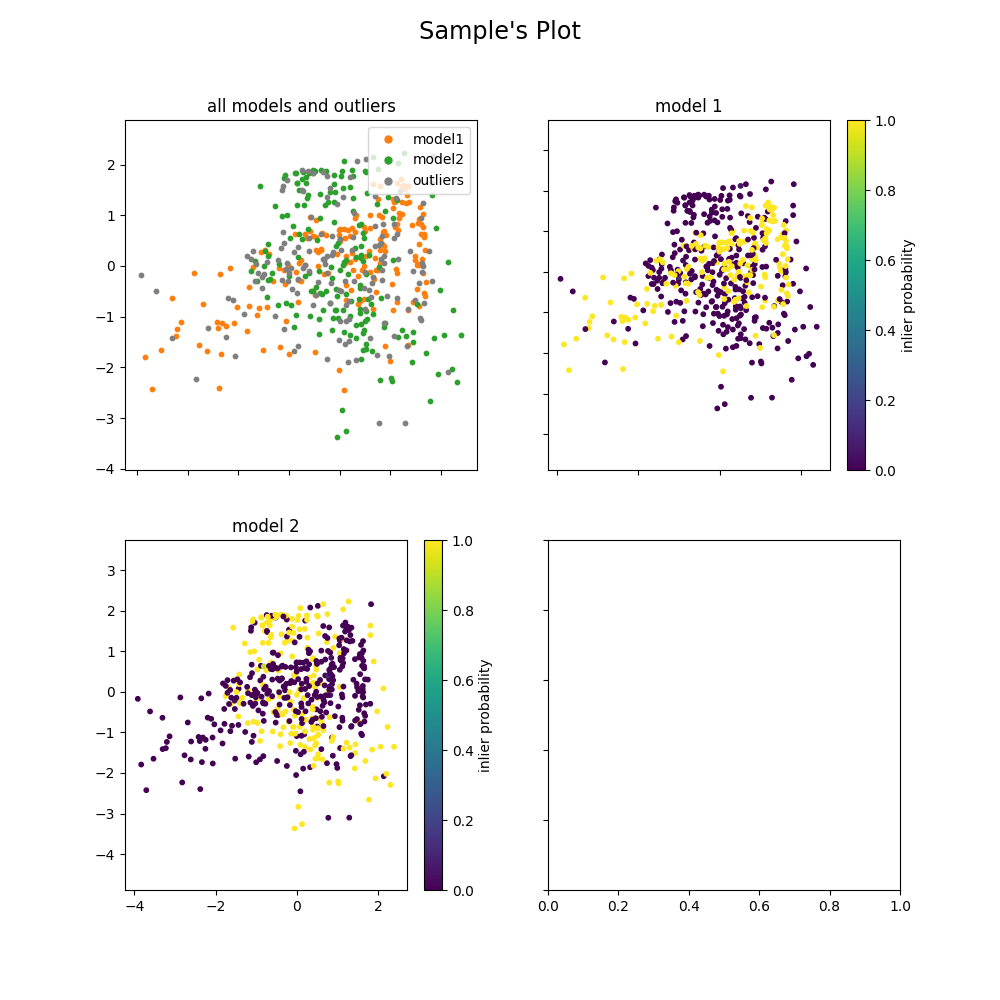 Sample's Plot
all models and outliers
model1
model2
outliers
2
1
0
−1
−2
−3
−4
model 1
1.0
0.8
0.6
0.4
0.2
0.0
inlier probability
model 2
3
2
1
0
−1
−2
−3
−4
−4 −2 0 2
1.0
0.8
0.6
0.4
0.2
0.0
inlier probability
0.0 0.2 0.4 0.6 0.8 1.0